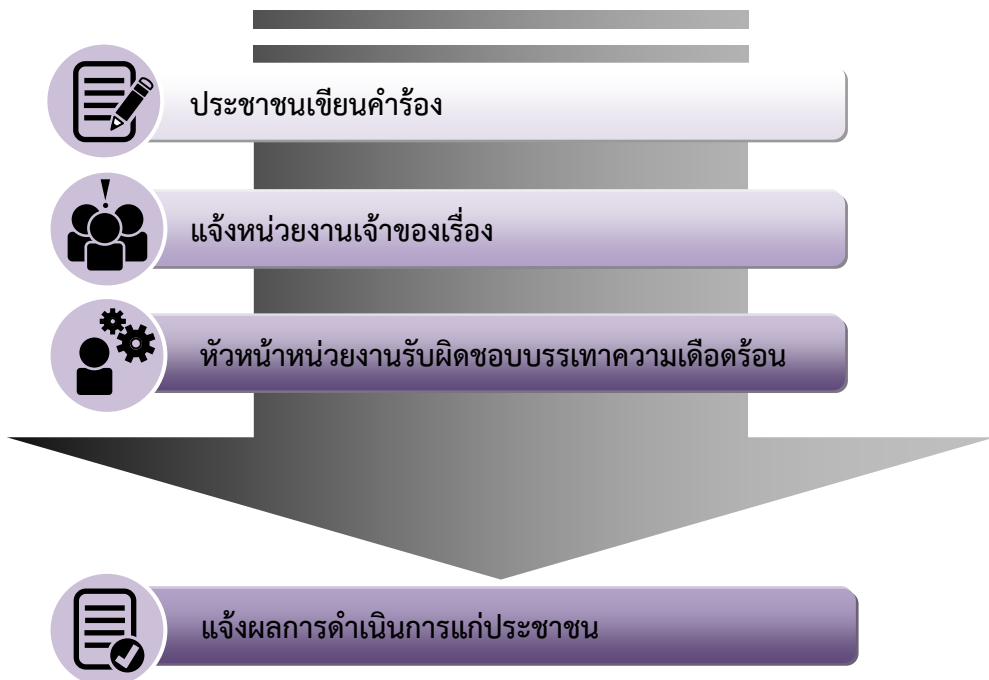 ประชาชนเขียนคำร้อง
แจ้งหน่วยงานเจ้าของเรื่อง
หัวหน้าหน่วยงานรับผิดชอบบรรเทาความเดือดร้อน
แจ้งผลการดำเนินการแก่ประชาชน